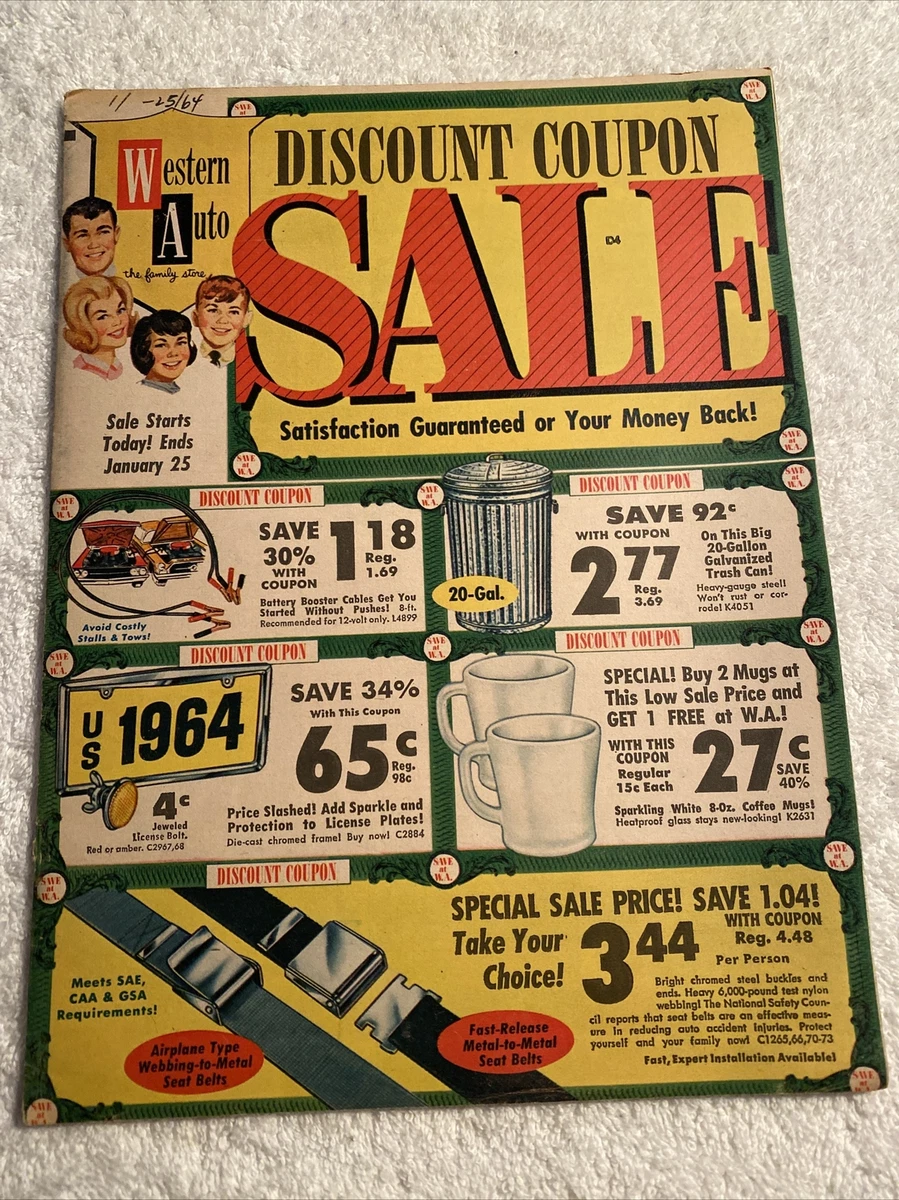 11 -25/64
Western
Auto
the family store
DISCOUNT COUPON
SALE
D4
Satisfaction Guaranteed or Your Money Back!
Sale Starts
Today! Ends
January 25
SAVE at W.A.
DISCOUNT COUPON
SAVE
30%
WITH
COUPON
1 18
Reg.
1.69
Battery Booster Cables Get You
Started Without Pushes! 8-ft.
Recommended for 12-volt only. L4899
Avoid Costly
Stalls & Tows!
DISCOUNT COUPON
SAVE 92c
WITH COUPON
2 77
Reg.
3.69
On This Big
20-Gallon
Galvanized
Trash Can!
Heavy-gauge steel!
Won't rust or cor-
rode! K4051
20-Gal.
DISCOUNT COUPON
US 1964
SAVE 34%
With This Coupon
65c
Reg.
98c
4c
Jeweled
License Bolt.
Red or amber. C2967,68
Price Slashed! Add Sparkle and
Protection to License Plates!
Die-cast chromed frame! Buy now! C2884
DISCOUNT COUPON
SPECIAL! Buy 2 Mugs at
This Low Sale Price and
GET 1 FREE at W.A.!
WITH THIS
COUPON
Regular
15c Each
27c
SAVE
40%
Sparkling White 8-Oz. Coffee Mugs!
Heatproof glass stays new-looking! K2631
DISCOUNT COUPON
SPECIAL SALE PRICE! SAVE 1.04!
Take Your
Choice!
3 44
WITH COUPON
Reg. 4.48
Per Person
Bright chromed steel buckles and
ends. Heavy 6,000-pound test nylon
webbing! The National Safety Coun-
cil reports that seat belts are an effective meas-
ure in reducing auto accident injuries. Protect
yourself and your family now! C1265,66,70-73
Fast, Expert Installation Available!
Meets SAE,
CAA & GSA
Requirements!
Airplane Type
Webbing-to-Metal
Seat Belts
Fast-Release
Metal-to-Metal
Seat Belts